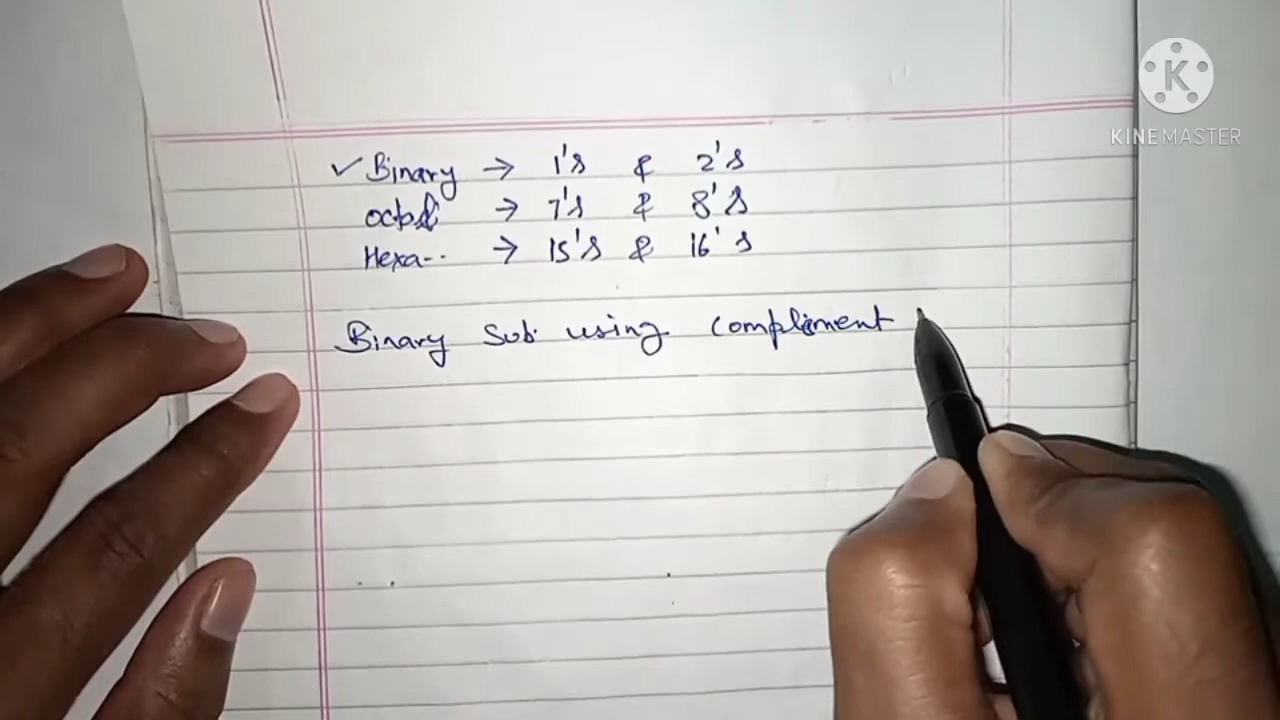 ✓ Binary → 1's & 2's
octal → 7's & 8's
Hexa-- → 15's & 16's
Binary Sub. using compliment
K
KINEMASTER